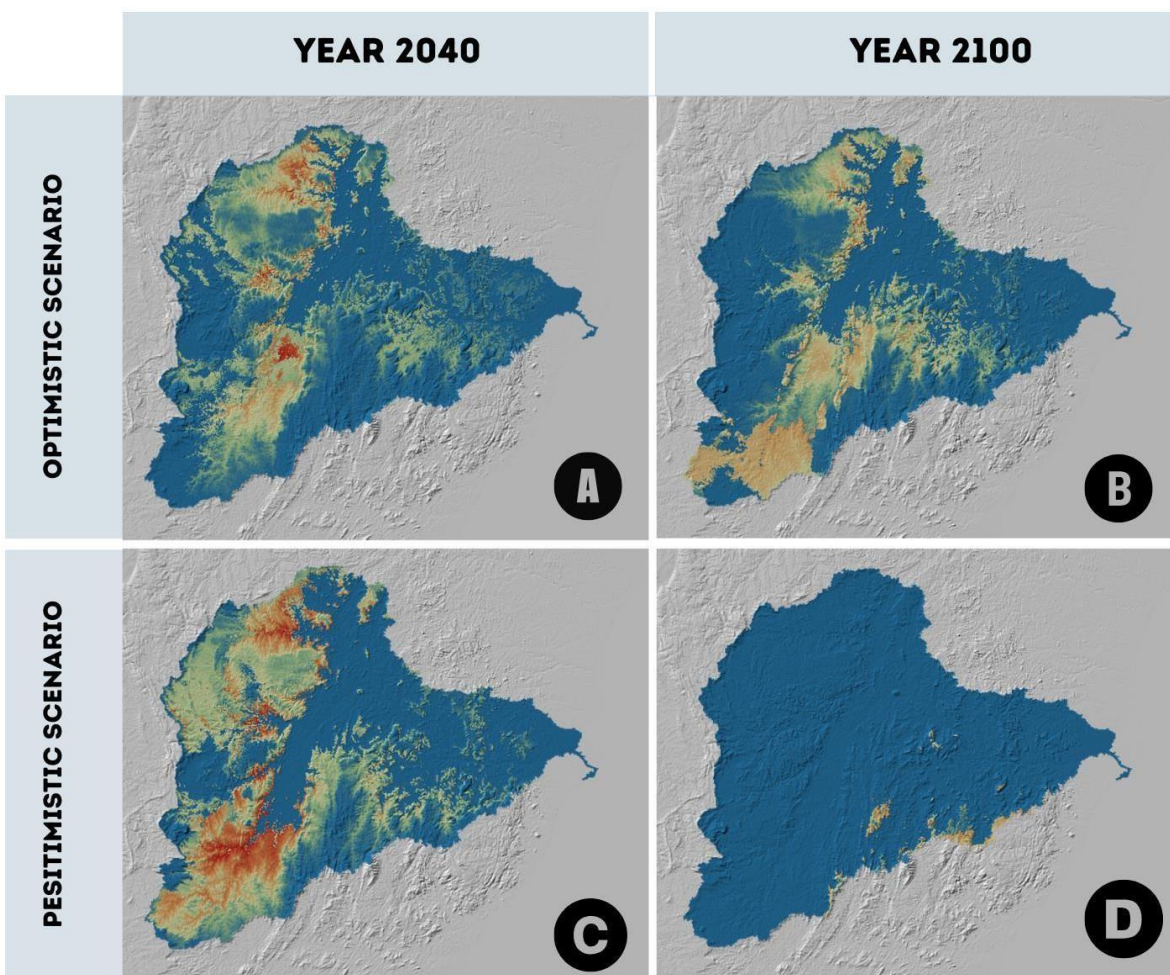 YEAR 2040
YEAR 2100
OPTIMISTIC SCENARIO
A
B
PESITIMISTIC SCENARIO
C
D